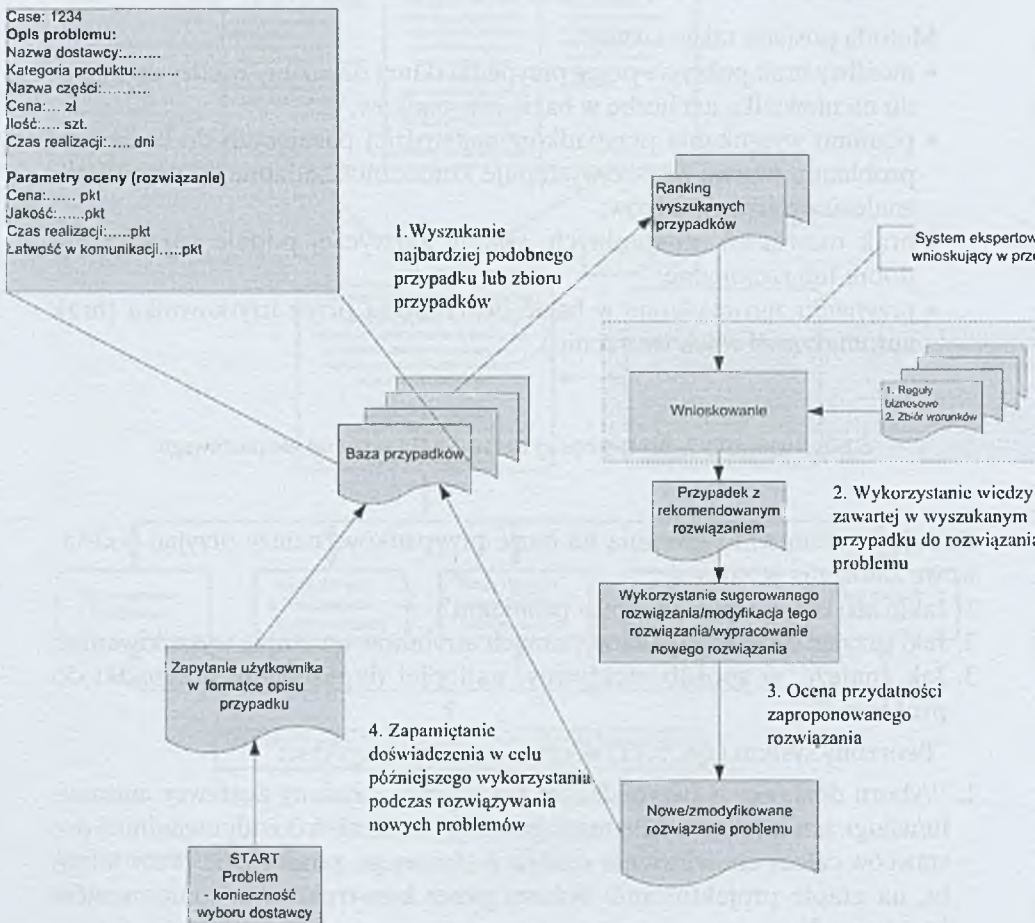 Case: 1234
Opis problemu:
Nazwa dostawcy:.........
Kategoria produktu:.........
Nazwa części:..........
Cena:... zł
Ilość:..... szt.
Czas realizacji:..... dni
Parametry oceny (rozwiązanie)
Cena:...... pkt
Jakość:......pkt
Czas realizacji:.....pkt
Łatwość w komunikacji.....pkt
1.Wyszukanie
najbardziej podobnego
przypadku lub zbioru
przypadków
Ranking
wyszukanych
przypadków
System ekspertow
wnioskujący w prz
Wnioskowanie
1. Reguły
biznesowe
2. Zbiór warunków
Baza przypadków
Przypadek z
rekomendowanym
rozwiązaniem
2. Wykorzystanie wiedzy
zawartej w wyszukanym
przypadku do rozwiązania
problemu
Wykorzystanie sugerowanego
rozwiązania/modyfikacja tego
rozwiązania/wypracowanie
nowego rozwiązania
Zapytanie użytkownika
w formatce opisu
przypadku
3. Ocena przydatności
zaproponowanego
rozwiązania
4. Zapamiętanie
doświadczenia w celu
późniejszego wykorzystania
podczas rozwiązywania
nowych problemów
Nowe/zmodyfikowane
rozwiązanie problemu
START
Problem
- konieczność
wyboru dostawcy